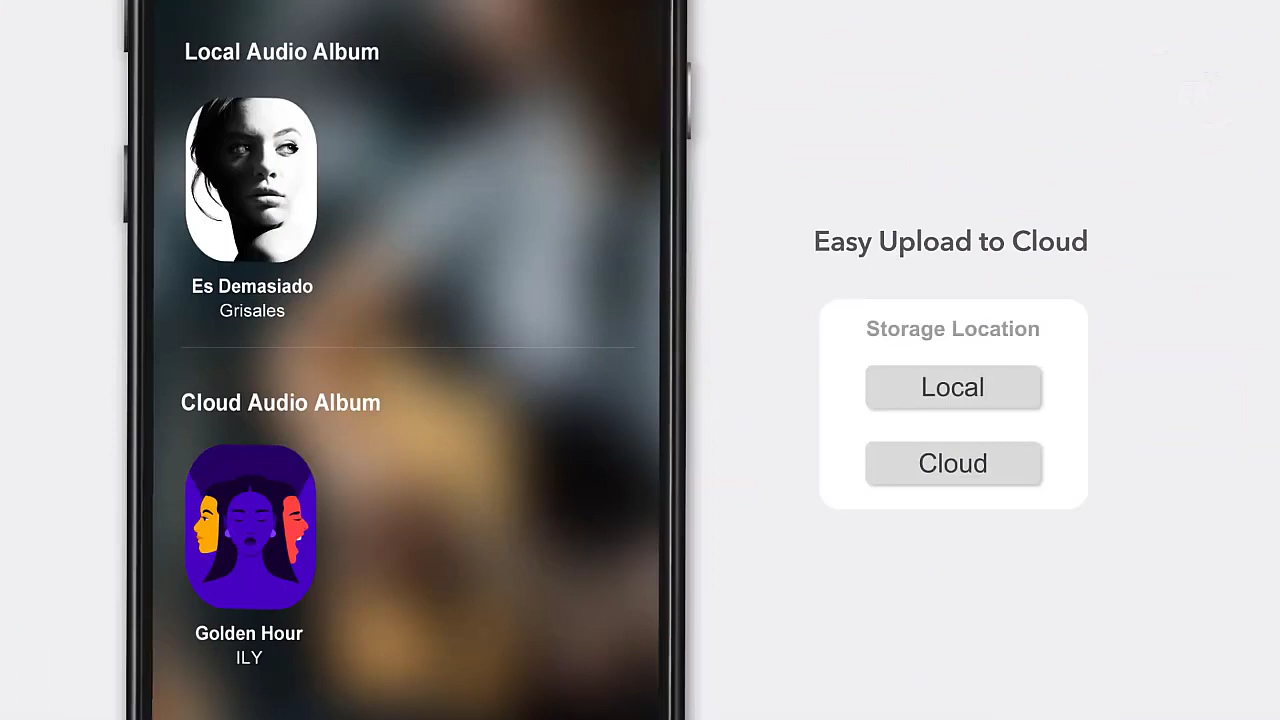 Local Audio Album
Es Demasiado
Grisales
Cloud Audio Album
Golden Hour
ILY
Easy Upload to Cloud
Storage Location
Local
Cloud